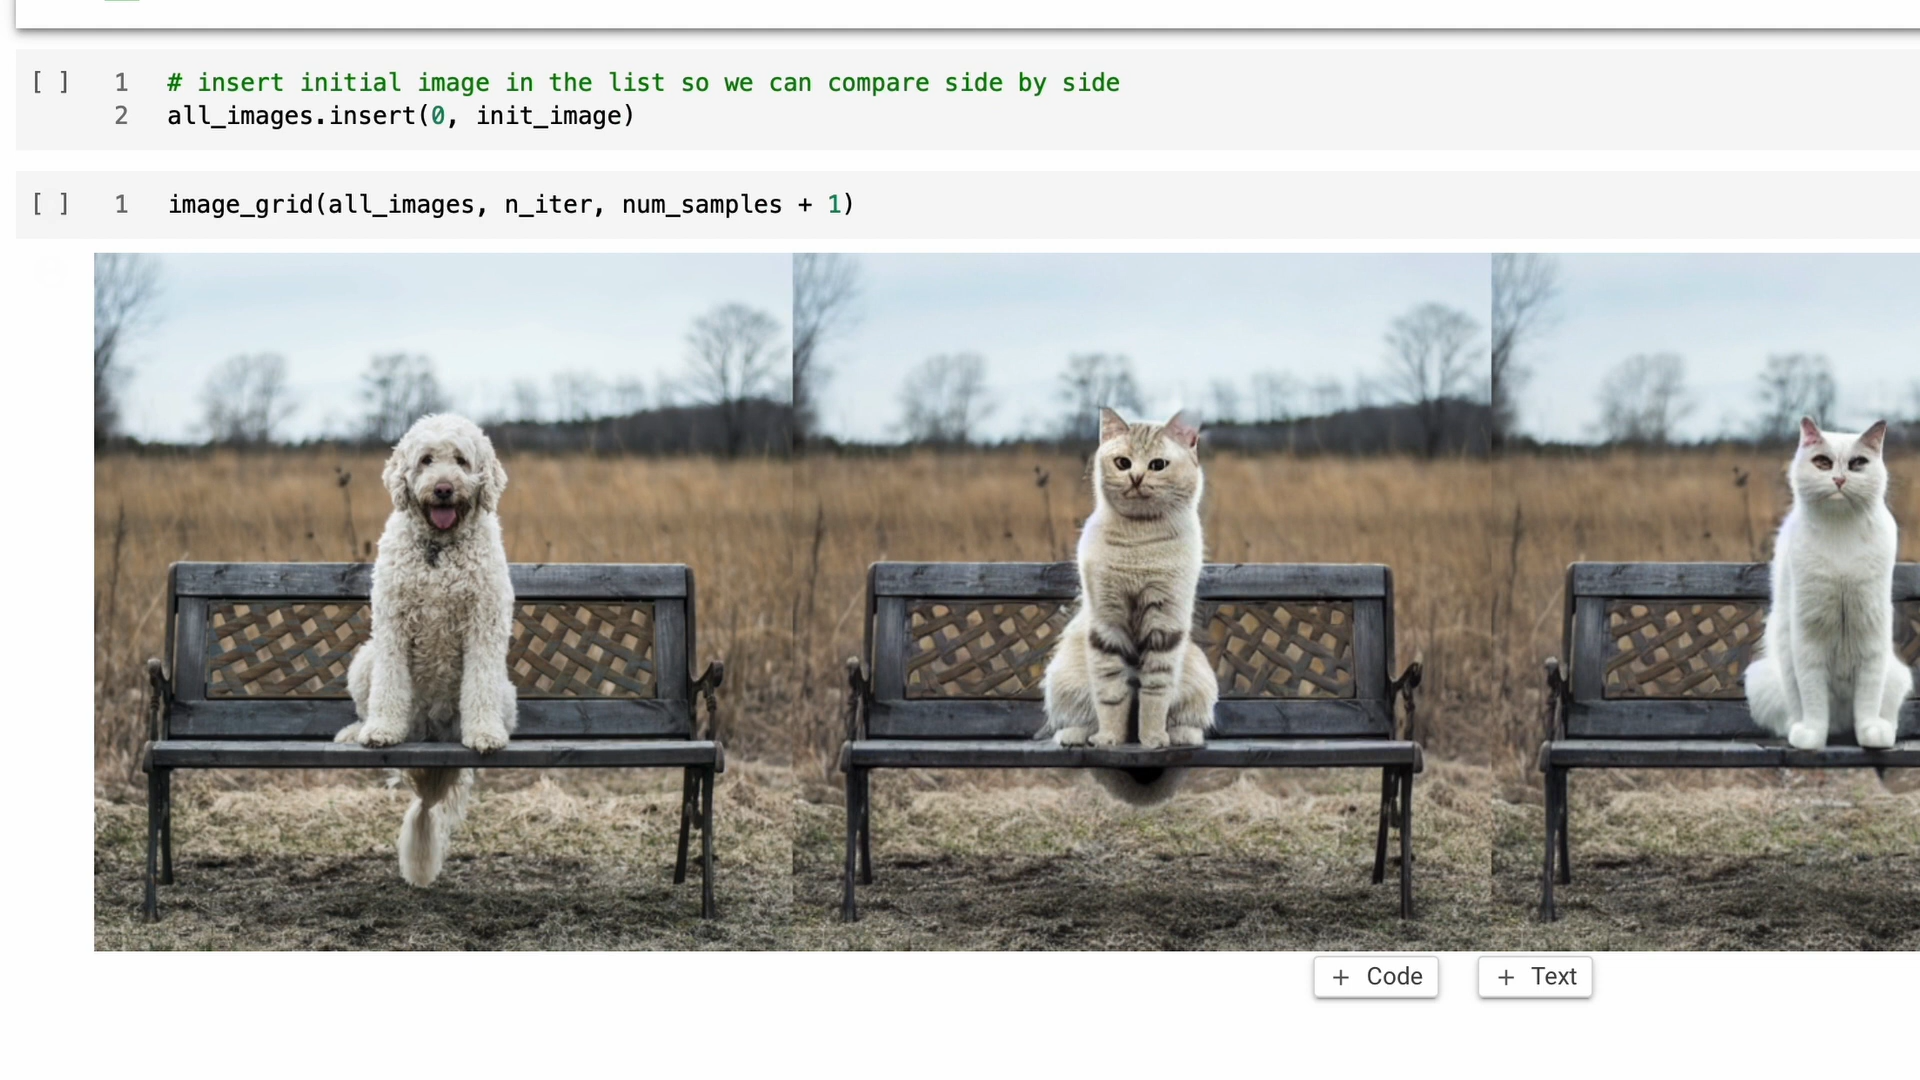 [ ] 1 # insert initial image in the list so we can compare side by side
2 all_images.insert(0, init_image)
[ ] 1 image_grid(all_images, n_iter, num_samples + 1)
+ Code + Text